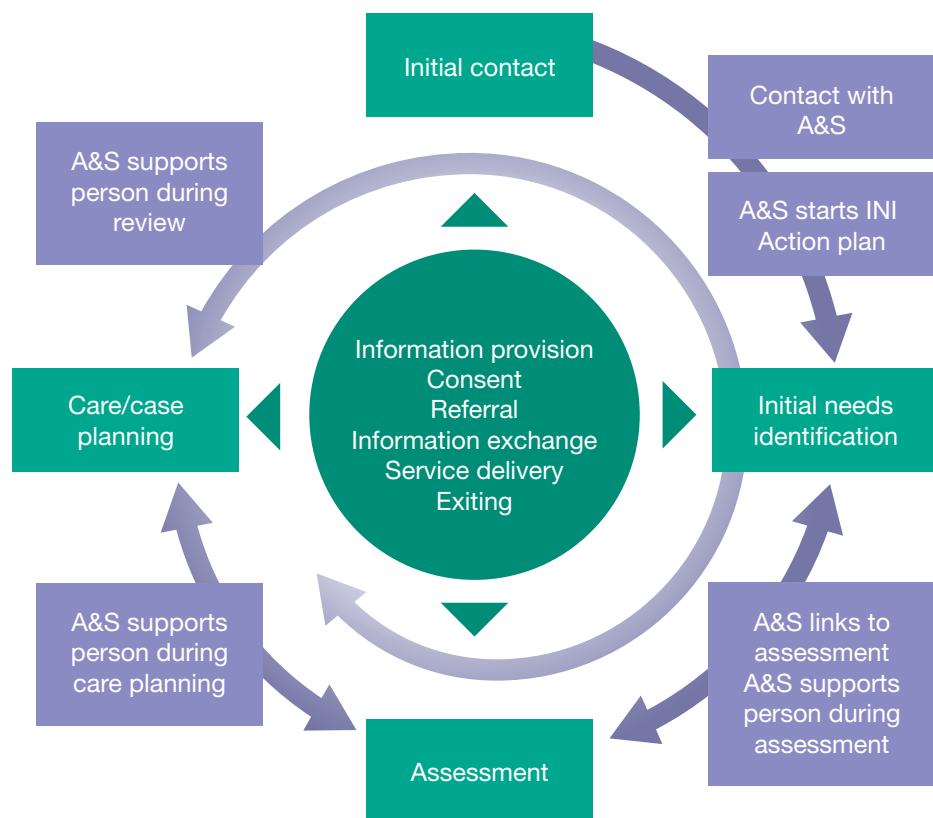 Initial contact
Contact with
A&S
A&S starts INI
Action plan
A&S supports
person during
review
Information provision
Consent
Referral
Information exchange
Service delivery
Exiting
Care/case
planning
Initial needs
identification
A&S supports
person during
care planning
A&S links to
assessment
A&S supports
person during
assessment
Assessment